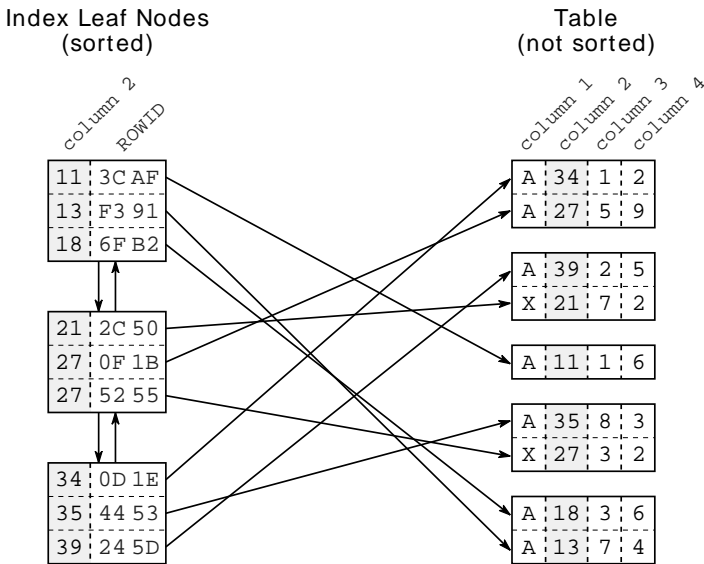 Index Leaf Nodes
(sorted)
column 2
ROWID
11 3C AF
13 F3 91
18 6F B2
21 2C 50
27 0F 1B
27 52 55
34 0D 1E
35 44 53
39 24 5D
Table
(not sorted)
column 1
column 2
column 3
column 4
A 34 1 2
A 27 5 9
A 39 2 5
X 21 7 2
A 11 1 6
A 35 8 3
X 27 3 2
A 18 3 6
A 13 7 4